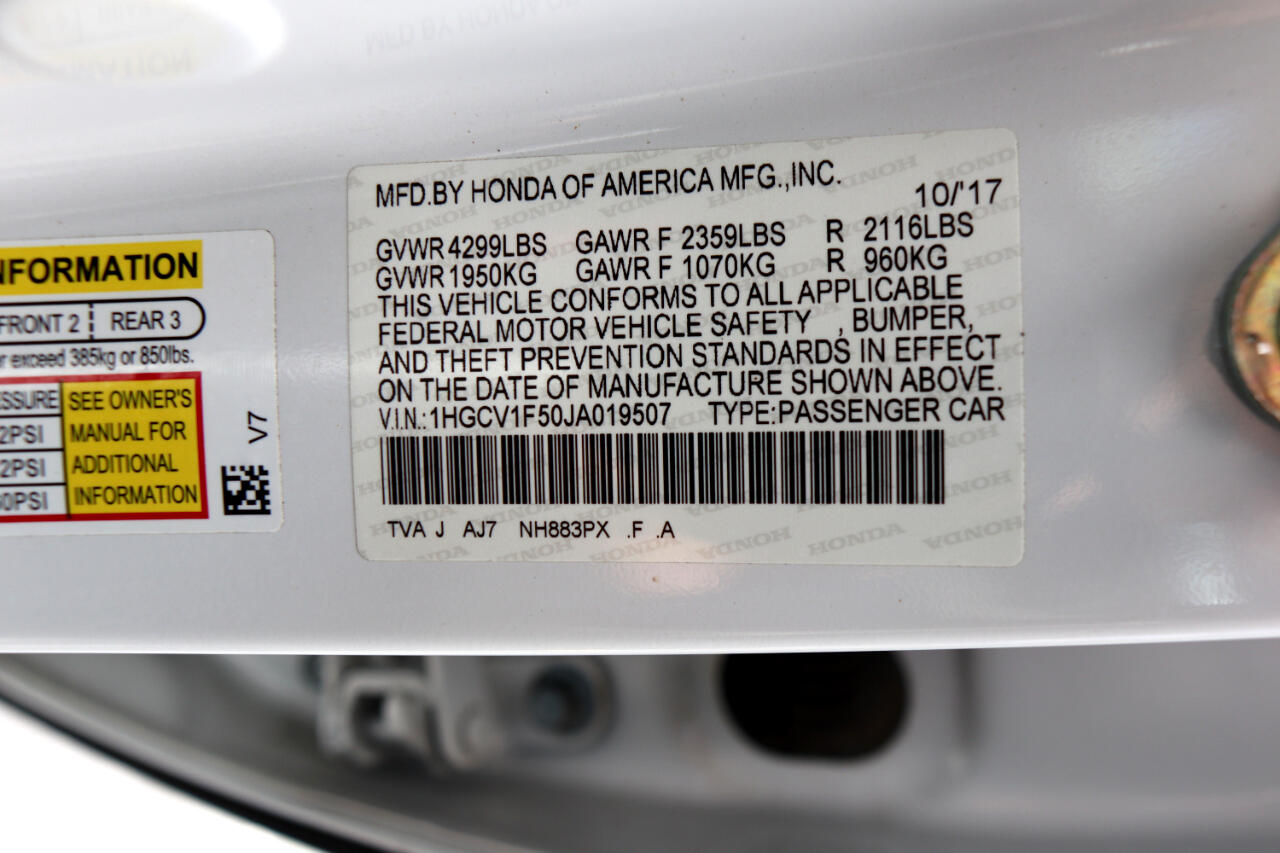 NFORMATION
FRONT 2 REAR 3
exceed 385kg or 850lbs.
ESSURE SEE OWNER'S
2PSI MANUAL FOR
2PSI ADDITIONAL
0PSI INFORMATION
V7
MFD.BY HONDA OF AMERICA MFG.,INC.
10/'17
GVWR 4299LBS GAWR F 2359LBS R 2116LBS
GVWR 1950KG GAWR F 1070KG R 960KG
THIS VEHICLE CONFORMS TO ALL APPLICABLE
FEDERAL MOTOR VEHICLE SAFETY , BUMPER,
AND THEFT PREVENTION STANDARDS IN EFFECT
ON THE DATE OF MANUFACTURE SHOWN ABOVE.
V.I.N.:1HGCV1F50JA019507 TYPE:PASSENGER CAR
TVA J AJ7 NH883PX .F .A